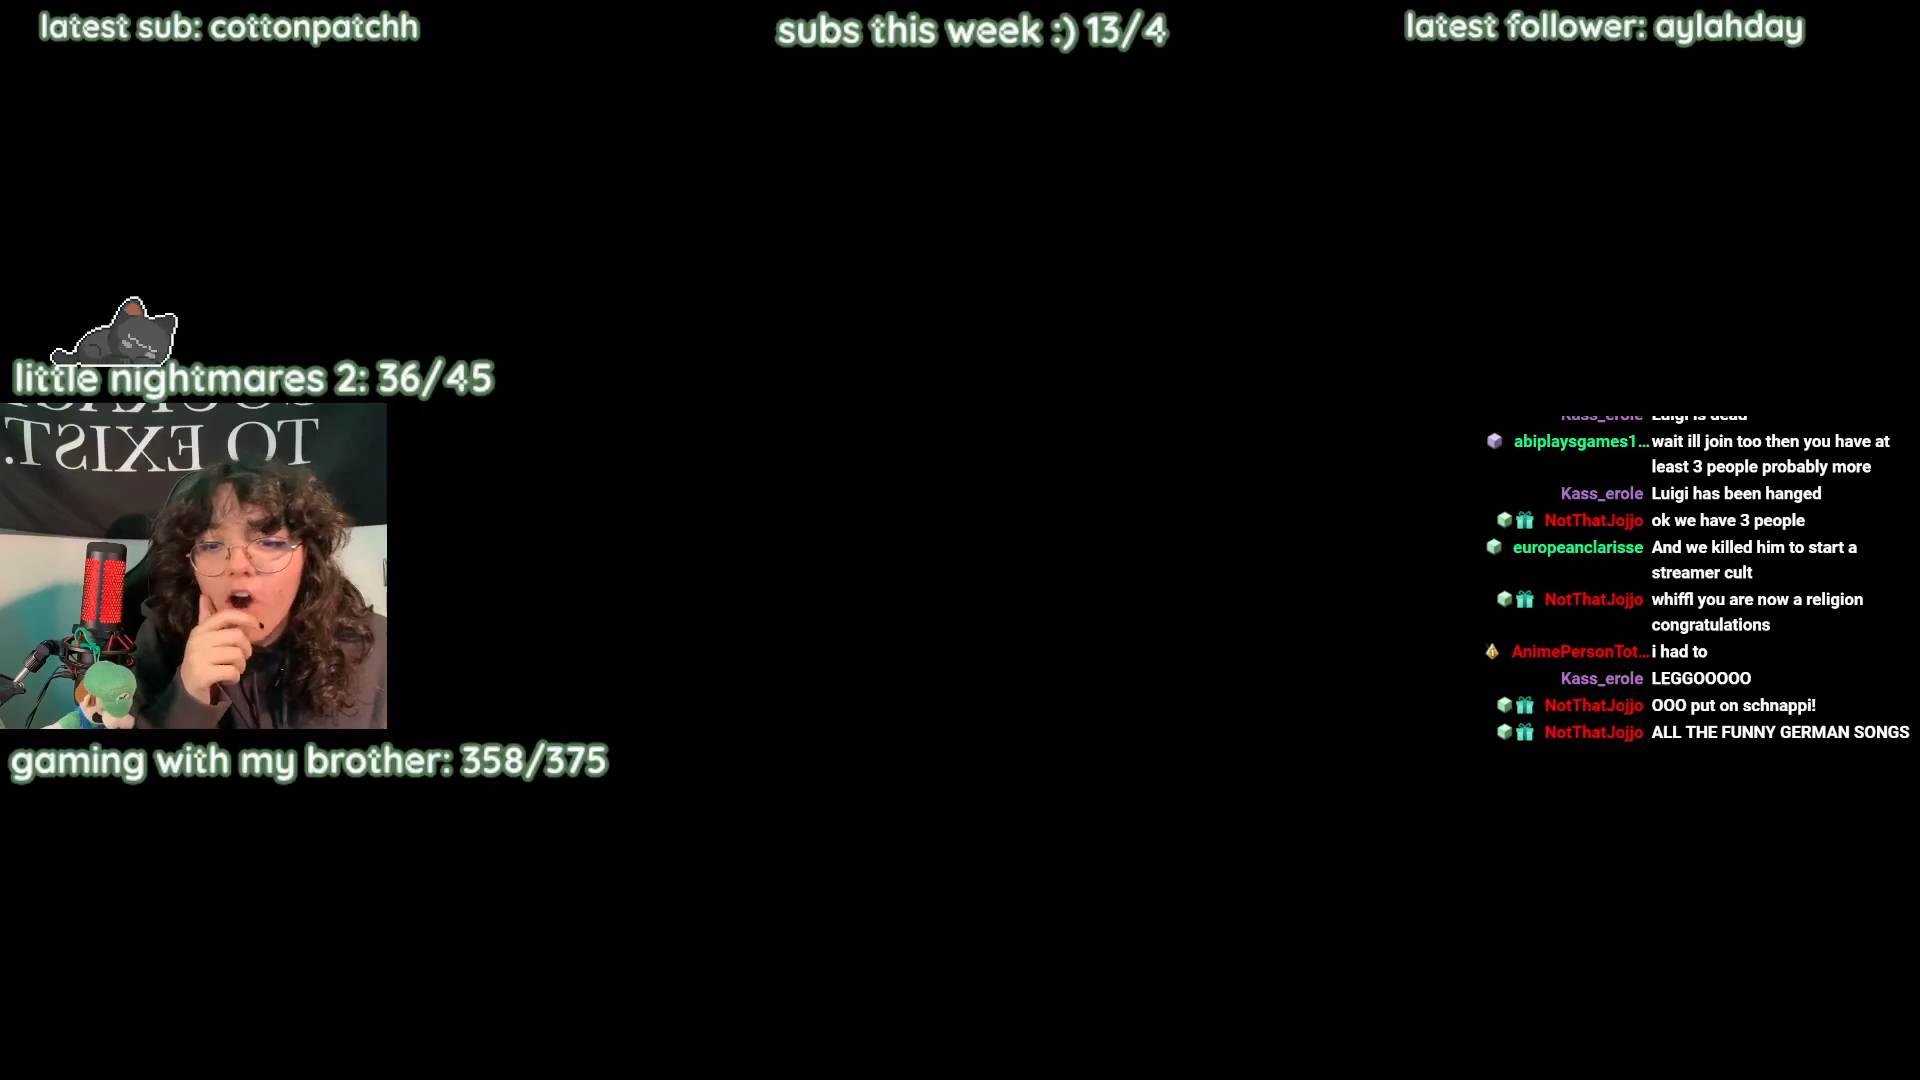 latest sub: cottonpatchh
subs this week :) 13/4
latest follower: aylahday
little nightmares 2: 36/45
TO EXIST.
gaming with my brother: 358/375
Kass_erole Luigi is dead
abiplaysgames1... wait ill join too then you have at
least 3 people probably more
Kass_erole Luigi has been hanged
NotThatJojjo ok we have 3 people
europeanclarisse And we killed him to start a
streamer cult
NotThatJojjo whiffl you are now a religion
congratulations
AnimePersonTot... i had to
Kass_erole LEGGOOOOO
NotThatJojjo OOO put on schnappi!
NotThatJojjo ALL THE FUNNY GERMAN SONGS